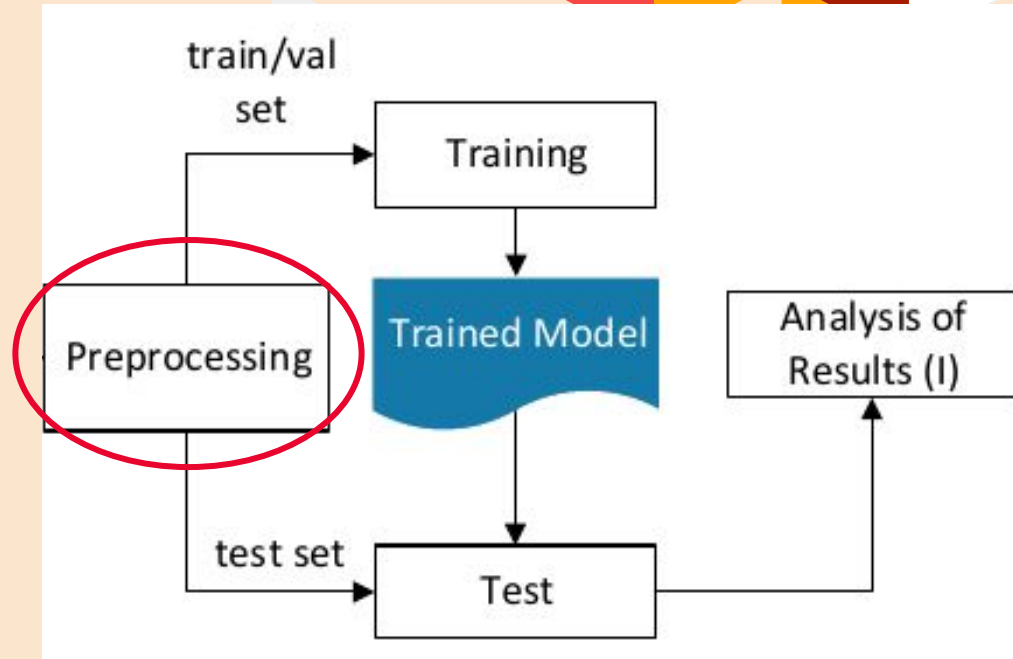 train/val
set
Training
Preprocessing
Trained Model
Analysis of
Results (I)
test set
Test